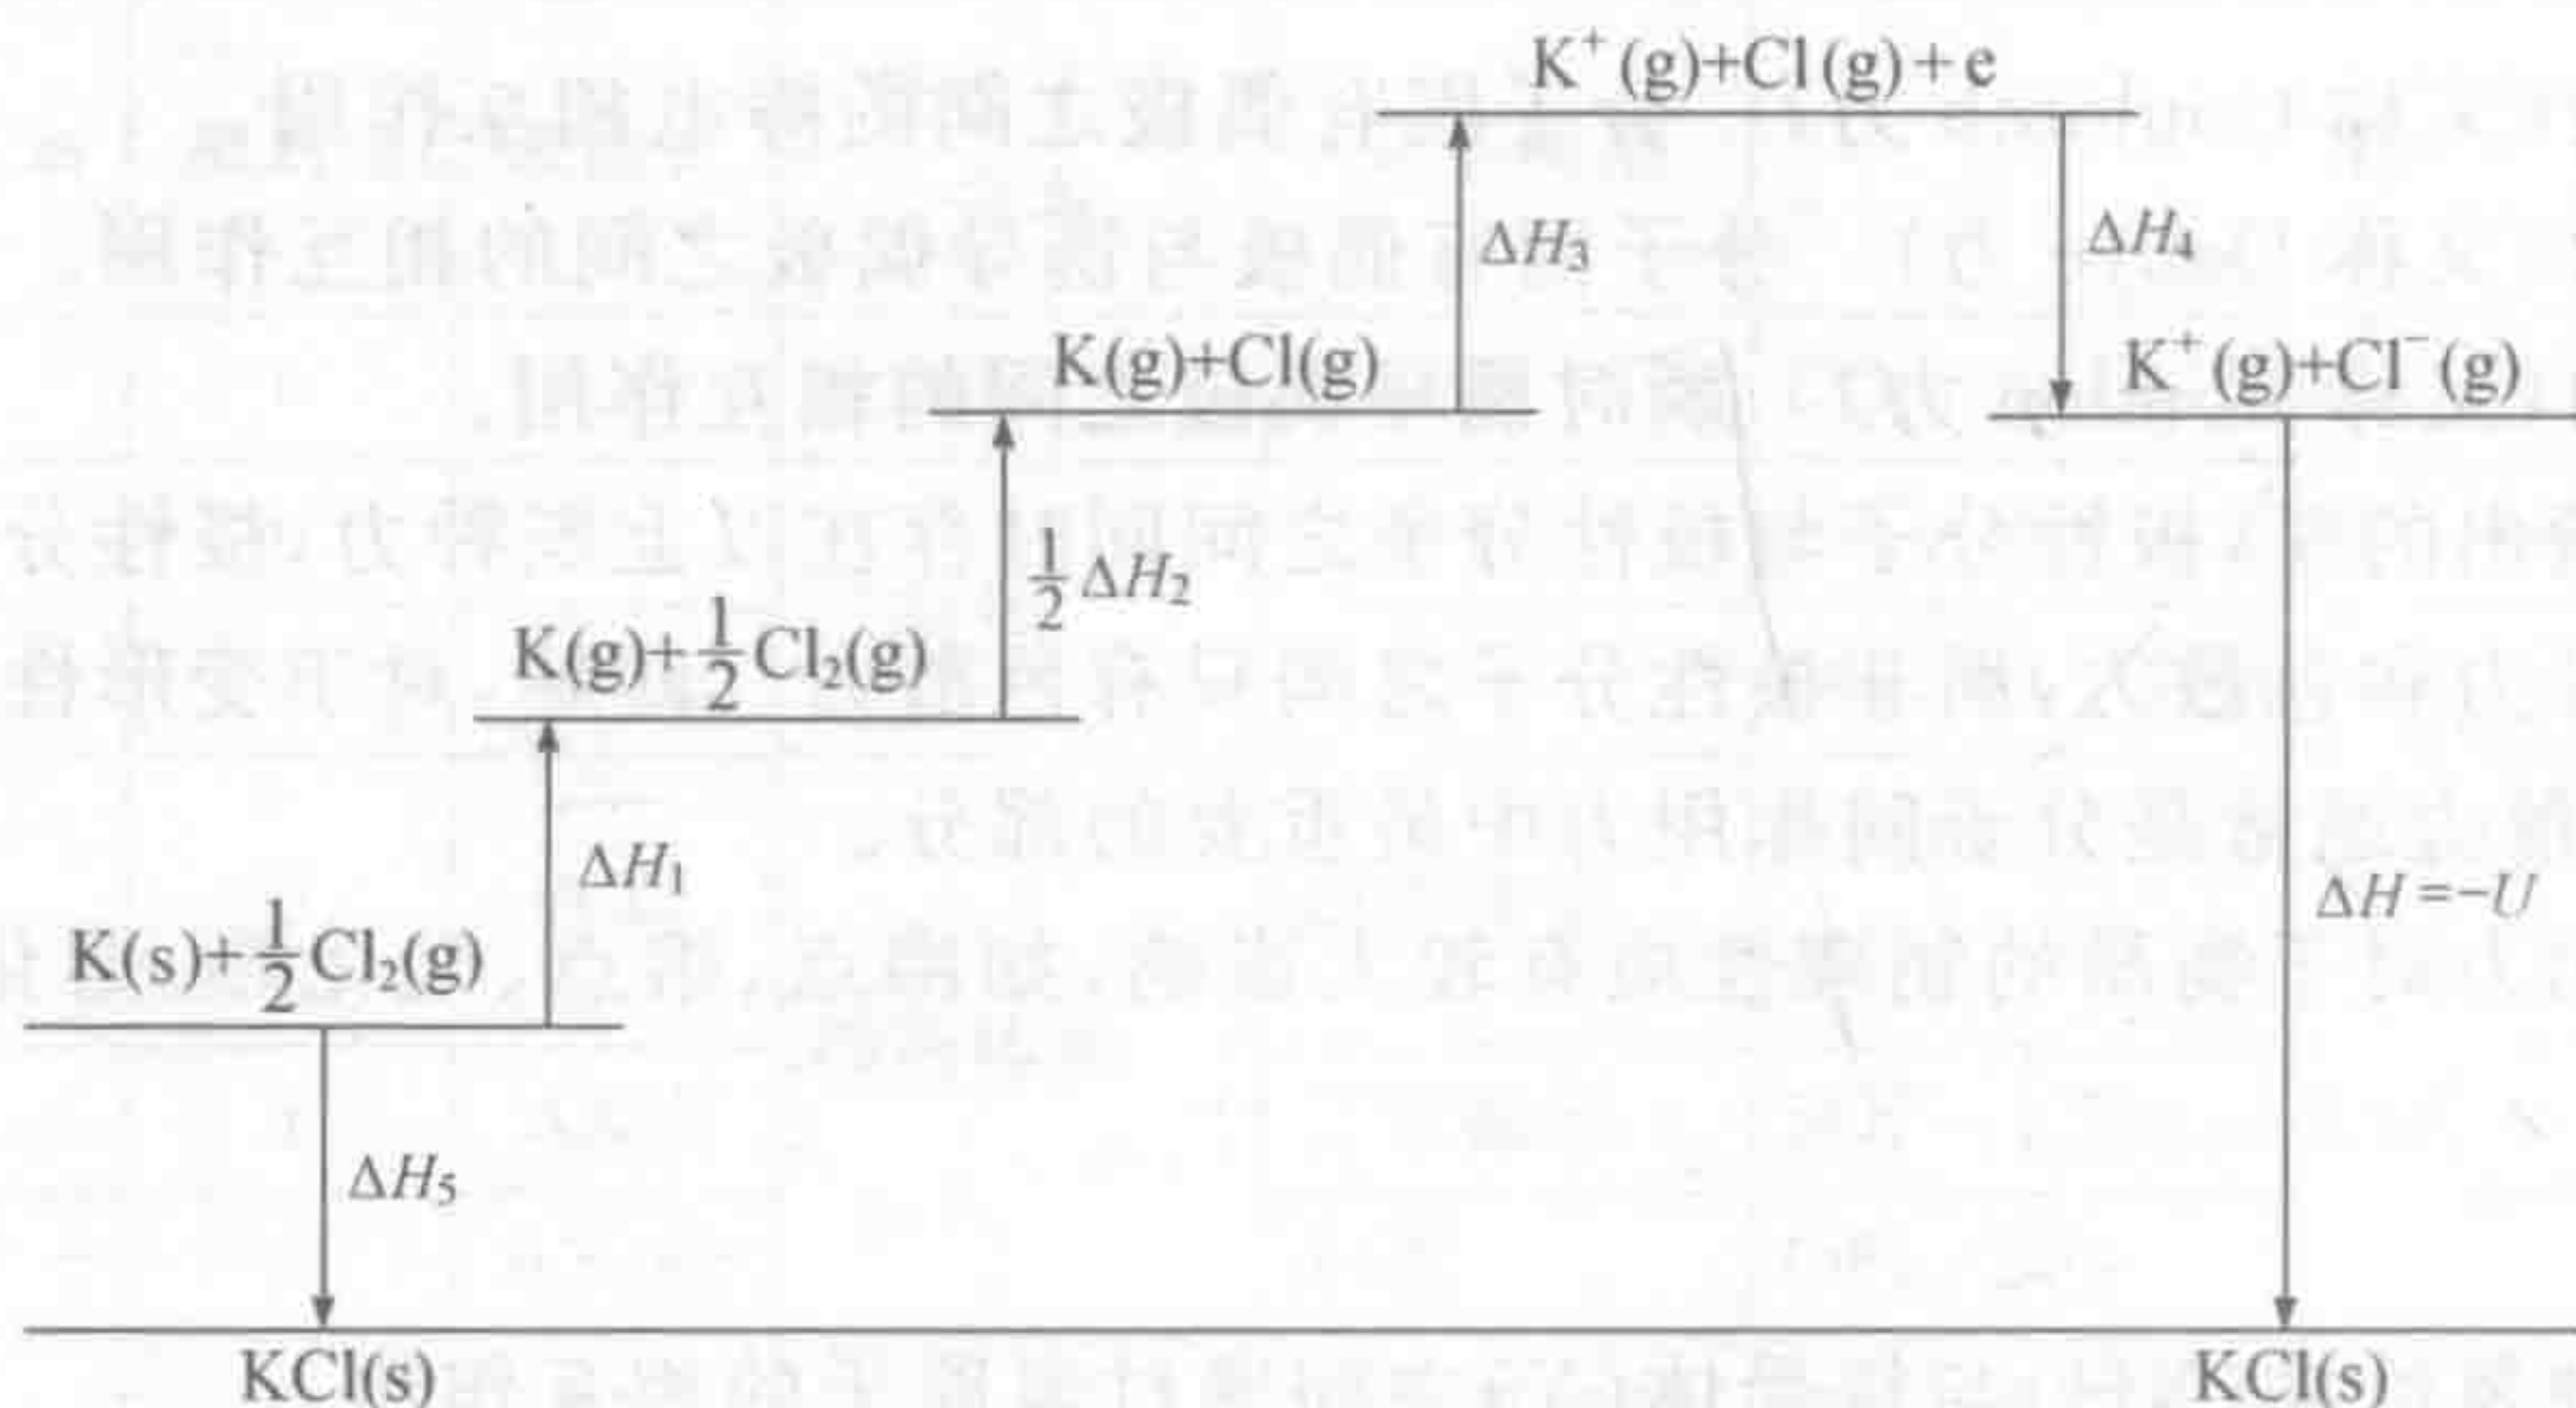 K⁺(g)+Cl(g)+e
ΔH₃
ΔH₄
K(g)+Cl(g)
K⁺(g)+Cl⁻(g)
½ΔH₂
K(g)+½Cl₂(g)
ΔH₁
ΔH=-U
K(s)+½Cl₂(g)
ΔH₅
KCl(s)
KCl(s)